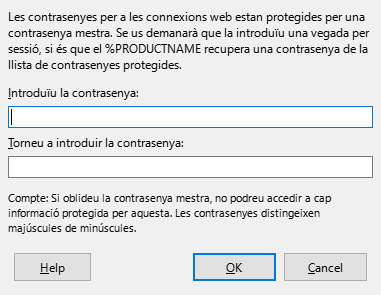 Les contrasenyes per a les connexions web estan protegides per una
contrasenya mestra. Se us demanarà que la introduïu una vegada per
sessió, si és que el %PRODUCTNAME recupera una contrasenya de la
llista de contrasenyes protegides.
Introduïu la contrasenya:
Torneu a introduir la contrasenya:
Compte: Si oblideu la contrasenya mestra, no podreu accedir a cap
informació protegida per aquesta. Les contrasenyes distingeixen
majúscules de minúscules.
Help
OK
Cancel